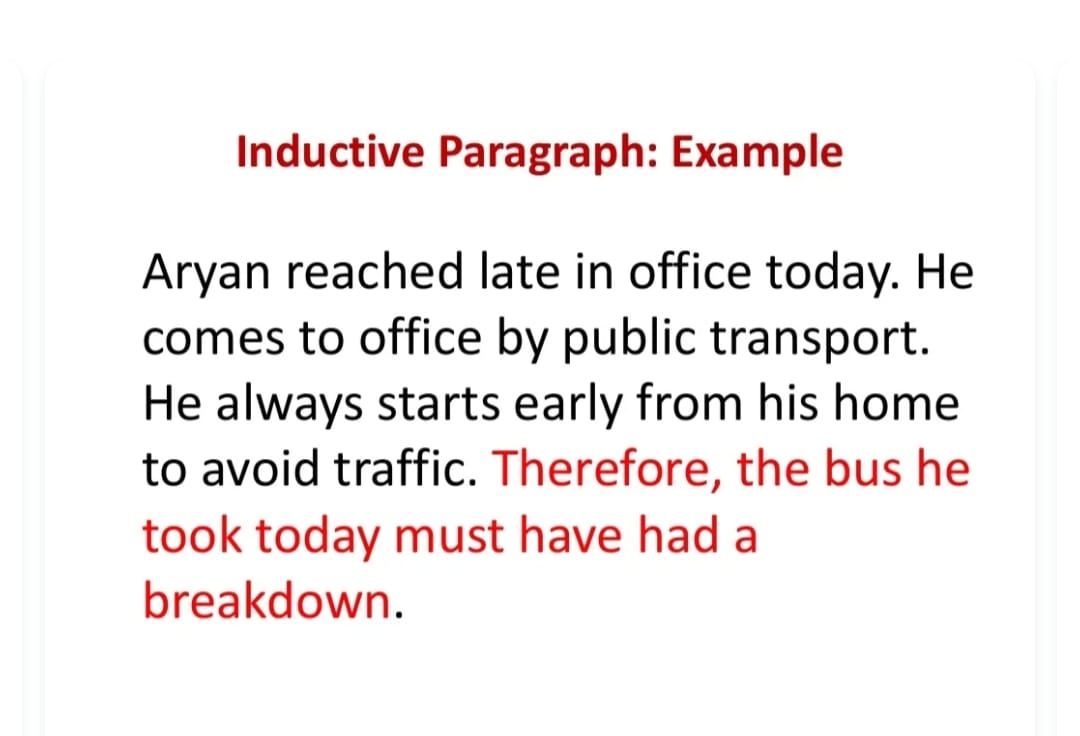 Inductive Paragraph: Example
Aryan reached late in office today. He
comes to office by public transport.
He always starts early from his home
to avoid traffic. Therefore, the bus he
took today must have had a
breakdown.